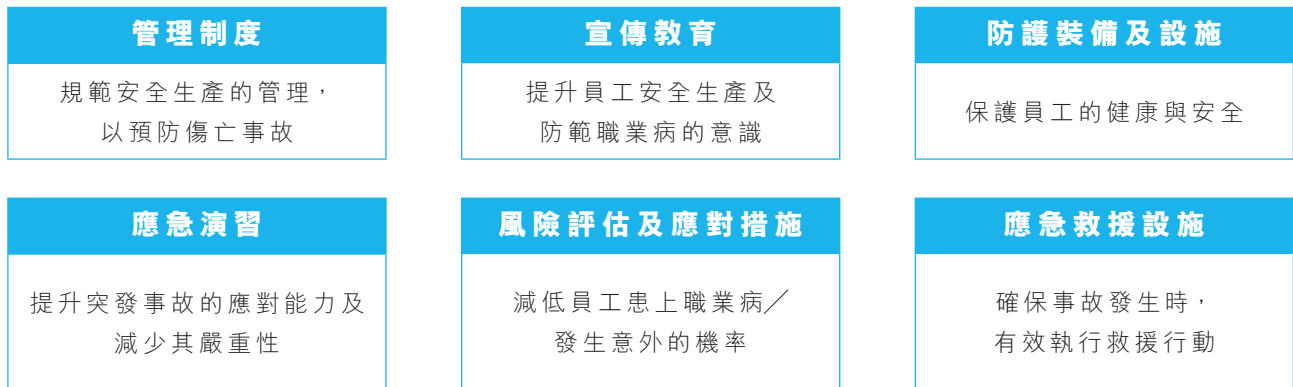 管理制度
規範安全生產的管理，
以預防傷亡事故
宣傳教育
提升員工安全生產及
防範職業病的意識
防護裝備及設施
保護員工的健康與安全
應急演習
提升突發事故的應對能力及
減少其嚴重性
風險評估及應對措施
減低員工患上職業病╱
發生意外的機率
應急救援設施
確保事故發生時，
有效執行救援行動